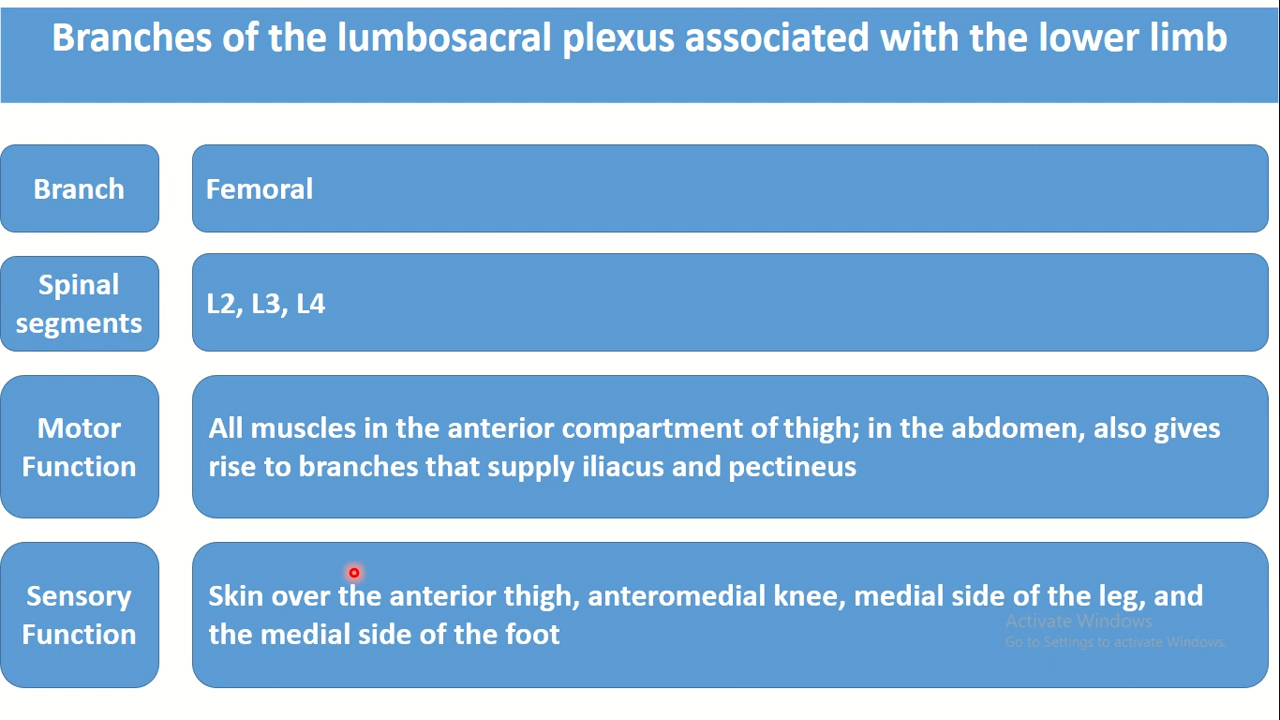 Branches of the lumbosacral plexus associated with the lower limb
Branch
Femoral
Spinal
segments
L2, L3, L4
Motor
Function
All muscles in the anterior compartment of thigh; in the abdomen, also gives
rise to branches that supply iliacus and pectineus
Sensory
Function
Skin over the anterior thigh, anteromedial knee, medial side of the leg, and
the medial side of the foot
Activate Windows
Go to Settings to activate Windows.